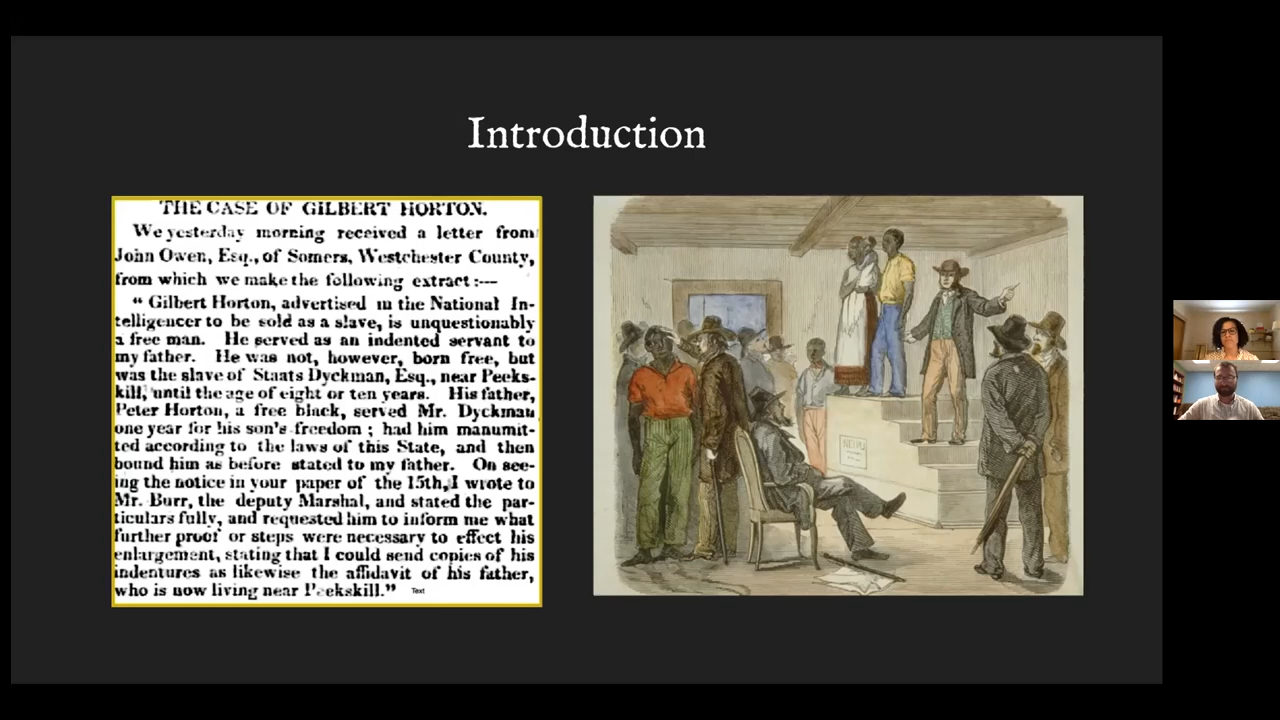 Introduction
THE CASE OF GILBERT HORTON.
We yesterday morning received a letter from
John Owen, Esq., of Somers, Westchester County,
from which we make the following extract:---
" Gilbert Horton, advertised in the National In-
telligencer to be sold as a slave, is unquestionably
a free man. He served as an indented servant to
my father. He was not, however, born free, but
was the slave of Staats Dyckman, Esq., near Peeks-
kill, until the age of eight or ten years. His father,
Peter Horton, a free black, served Mr. Dyckman
one year for his son's freedom ; had him manumit-
ted according to the laws of this State, and then
bound him as before stated to my father. On see-
ing the notice in your paper of the 15th, I wrote to
Mr. Burr, the deputy Marshal, and stated the par-
ticulars fully, and requested him to inform me what
further proof or steps were necessary to effect his
enlargement, stating that I could send copies of his
indentures as likewise the affidavit of his father,
who is now living near Peekskill."
Text